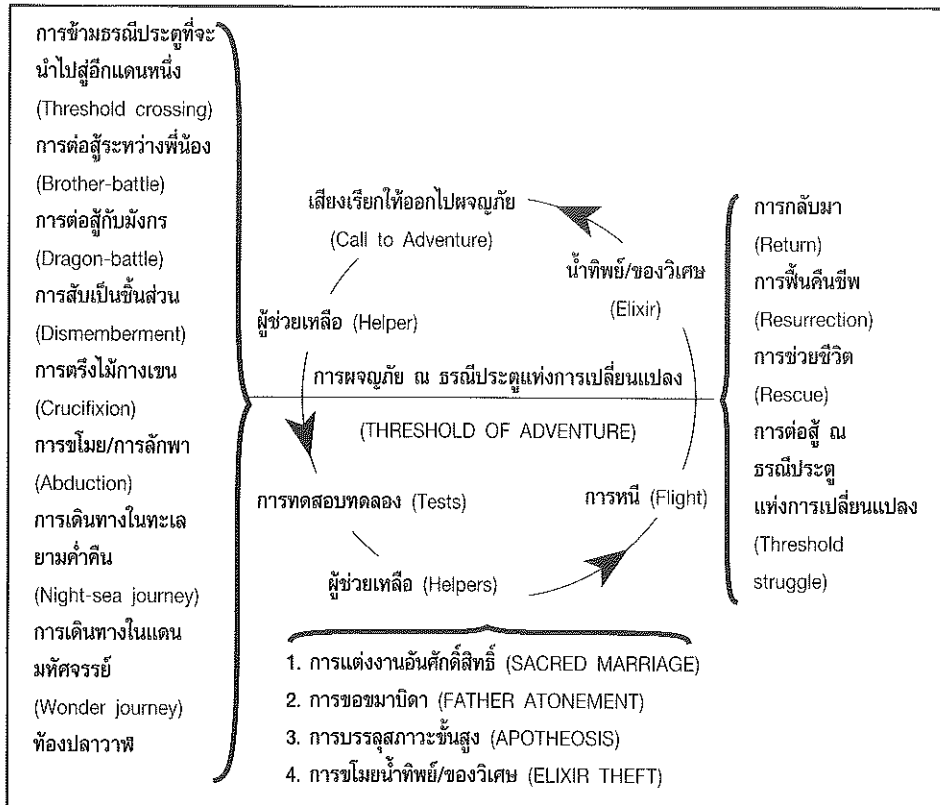 การข้ามธรณีประตูที่จะ
นำไปสู่อีกแดนหนึ่ง
(Threshold crossing)
การต่อสู้ระหว่างพี่น้อง
(Brother-battle)
การต่อสู้กับมังกร
(Dragon-battle)
การสับเป็นชิ้นส่วน
(Dismemberment)
การตรึงไม้กางเขน
(Crucifixion)
การขโมย/การลักพา
(Abduction)
การเดินทางในทะเล
ยามค่ำคืน
(Night-sea journey)
การเดินทางในแดน
มหัศจรรย์
(Wonder journey)
ท้องปลาวาฬ
เสียงเรียกให้ออกไปผจญภัย
(Call to Adventure)
ผู้ช่วยเหลือ (Helper)
น้ำทิพย์/ของวิเศษ
(Elixir)
การผจญภัย ณ ธรณีประตูแห่งการเปลี่ยนแปลง
(THRESHOLD OF ADVENTURE)
การทดสอบทดลอง (Tests)
การหนี (Flight)
ผู้ช่วยเหลือ (Helpers)
1. การแต่งงานอันศักดิ์สิทธิ์ (SACRED MARRIAGE)
2. การขอขมาบิดา (FATHER ATONEMENT)
3. การบรรลุสภาวะขั้นสูง (APOTHEOSIS)
4. การขโมยน้ำทิพย์/ของวิเศษ (ELIXIR THEFT)
การกลับมา
(Return)
การฟื้นคืนชีพ
(Resurrection)
การช่วยชีวิต
(Rescue)
การต่อสู้ ณ
ธรณีประตู
แห่งการเปลี่ยนแปลง
(Threshold
struggle)